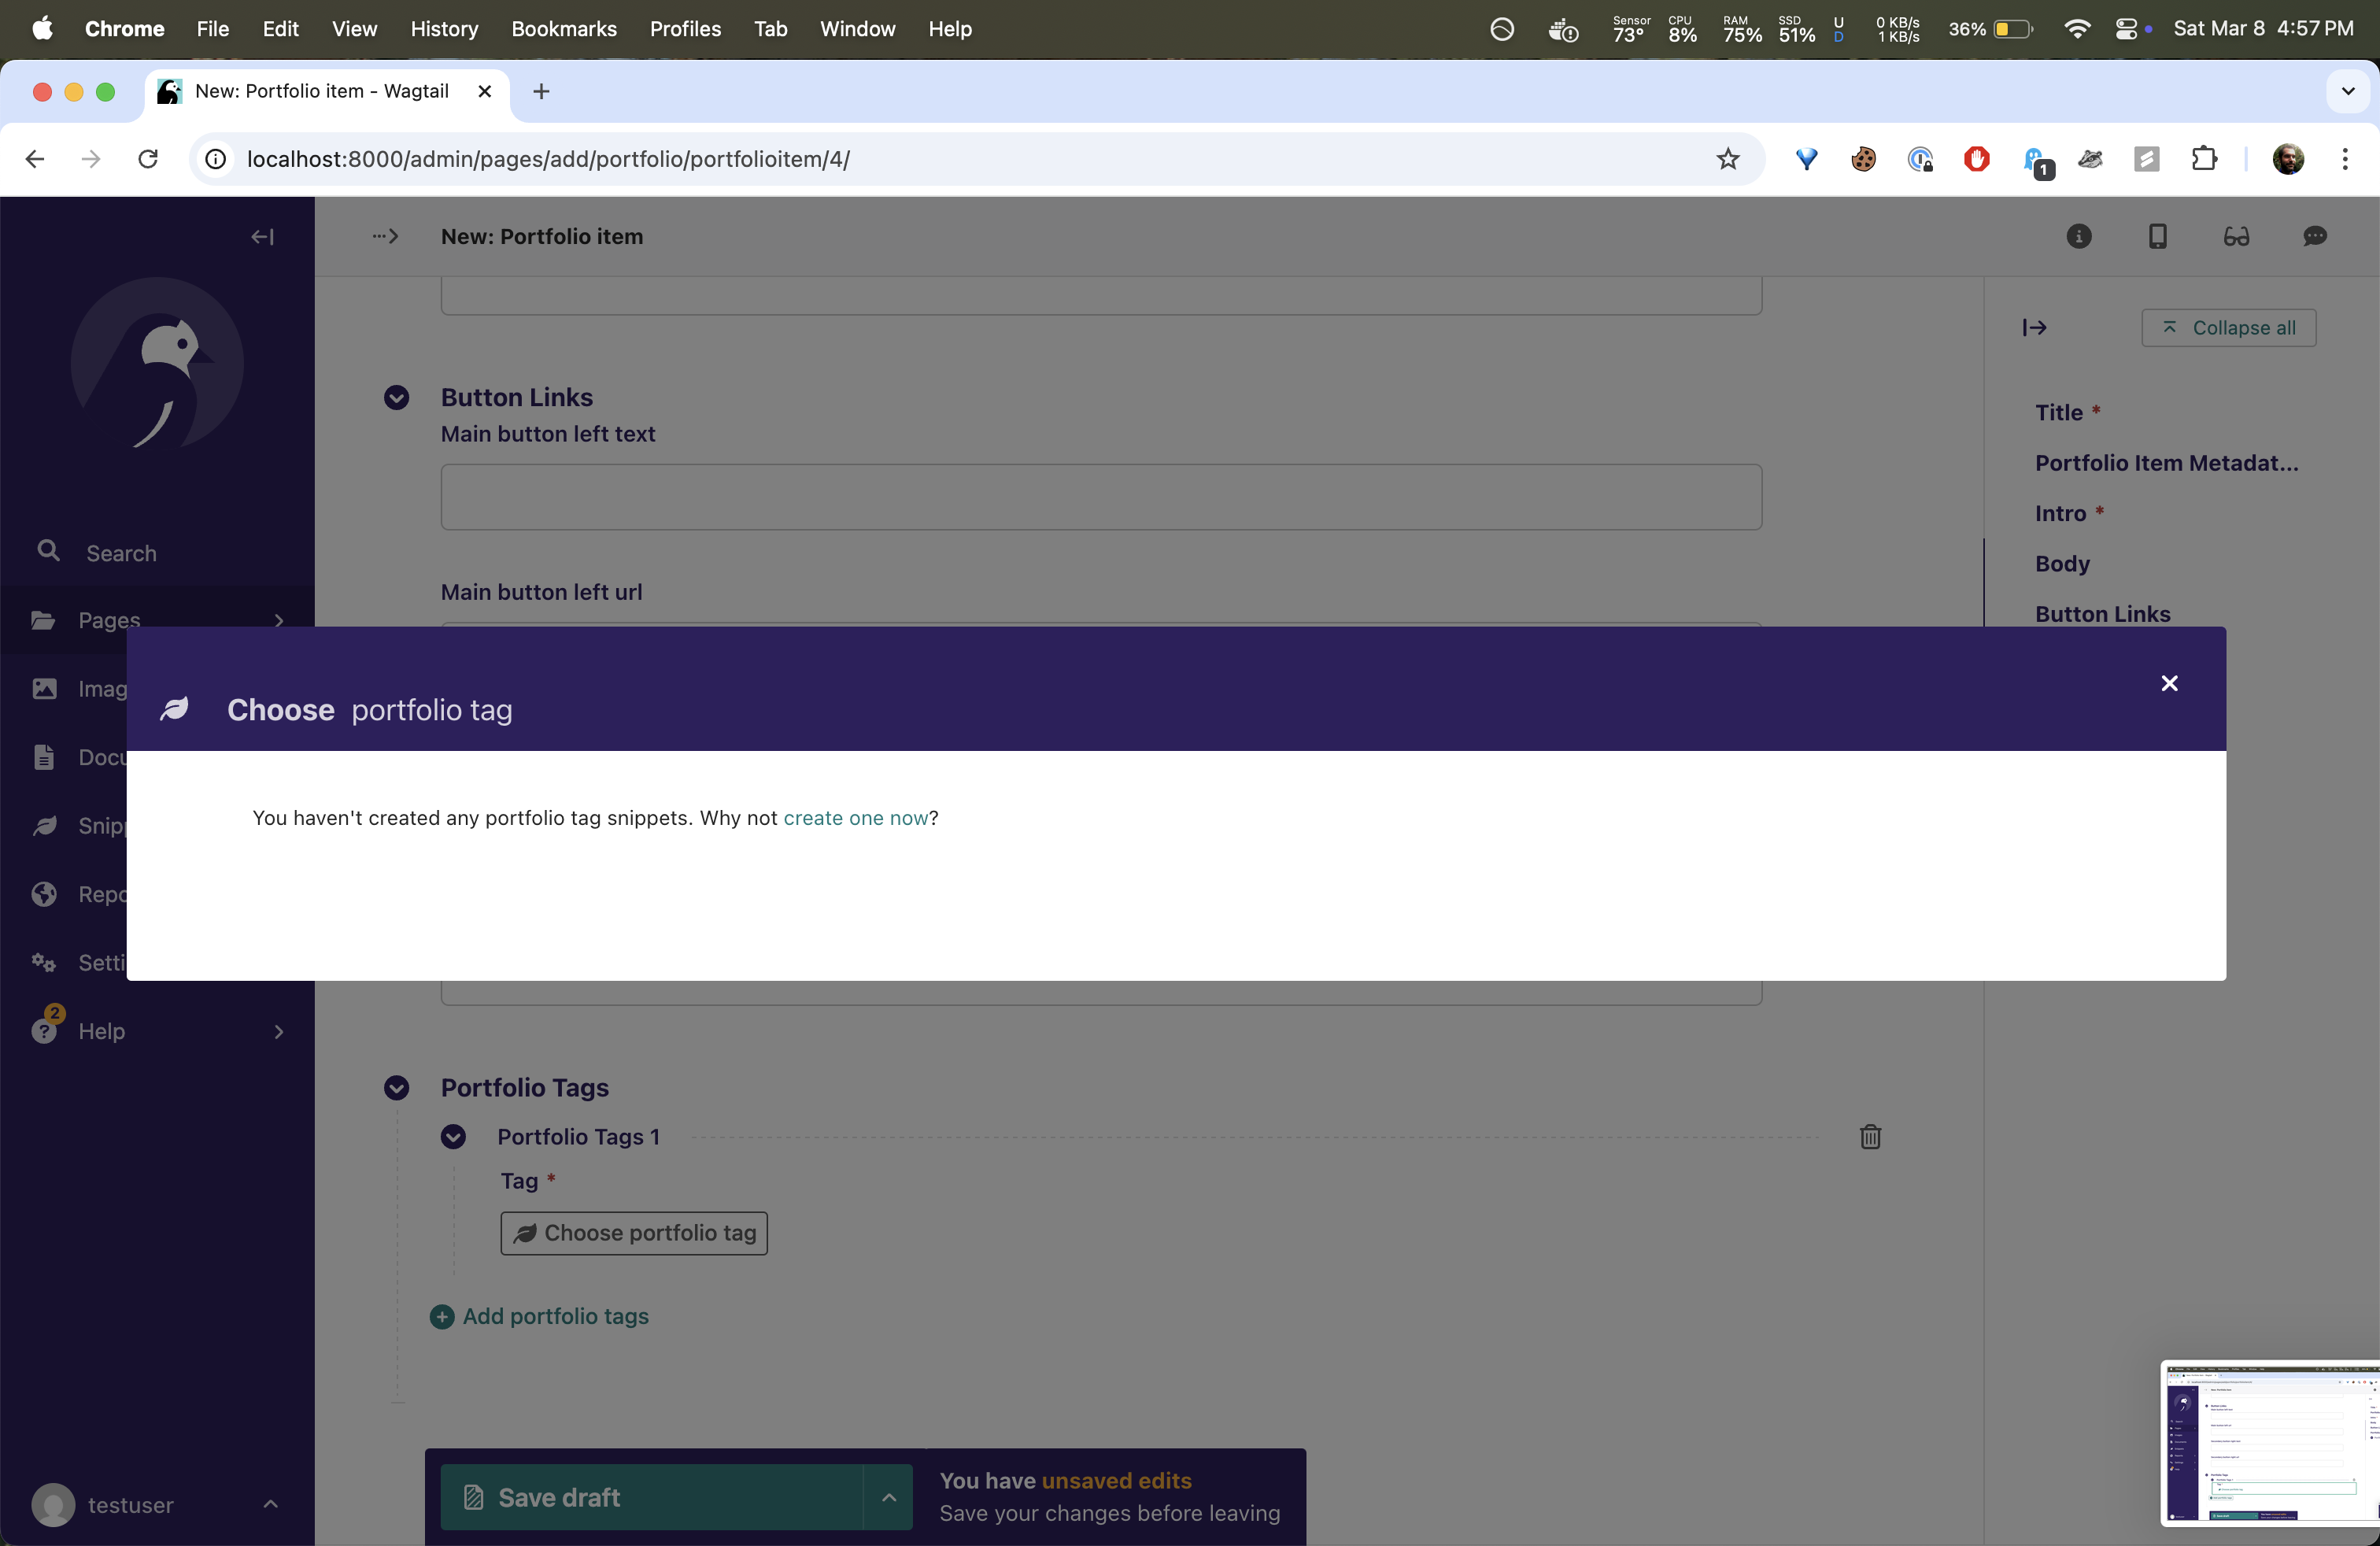 Chrome File Edit View History Bookmarks Profiles Tab Window Help Sensor 73° CPU 8% RAM 75% SSD 51% U D 0 KB/s 1 KB/s 36% Sat Mar 8 4:57 PM
New: Portfolio item - Wagtail
localhost:8000/admin/pages/add/portfolio/portfolioitem/4/
1
New: Portfolio item
Collapse all
Button Links
Main button left text
Title *
Portfolio Item Metadat...
Intro *
Search
Body
Main button left url
Button Links
Pages
Imag
Choose portfolio tag
Docu
You haven't created any portfolio tag snippets. Why not create one now?
Snip
Repo
Setti
2
Help
Portfolio Tags
Portfolio Tags 1
Tag *
Choose portfolio tag
Add portfolio tags
You have unsaved edits
Save draft
Save your changes before leaving
testuser